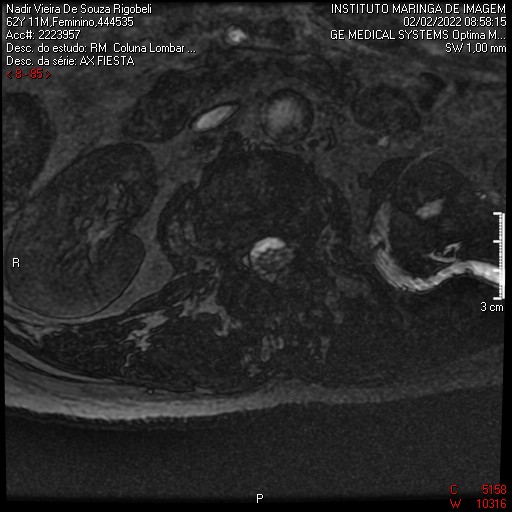 Nadir Vieira De Souza Rigobeli
62Y 11M,Feminino,444535
Acc#: 2223957
Desc. do estudo: RM Coluna Lombar ...
Desc. da série: AX FIESTA
< 8 - 85 >
INSTITUTO MARINGA DE IMAGEM
02/02/2022 08:58:15
GE MEDICAL SYSTEMS Optima M...
SW 1,00 mm
R
3 cm
P
C 5158
W 10316